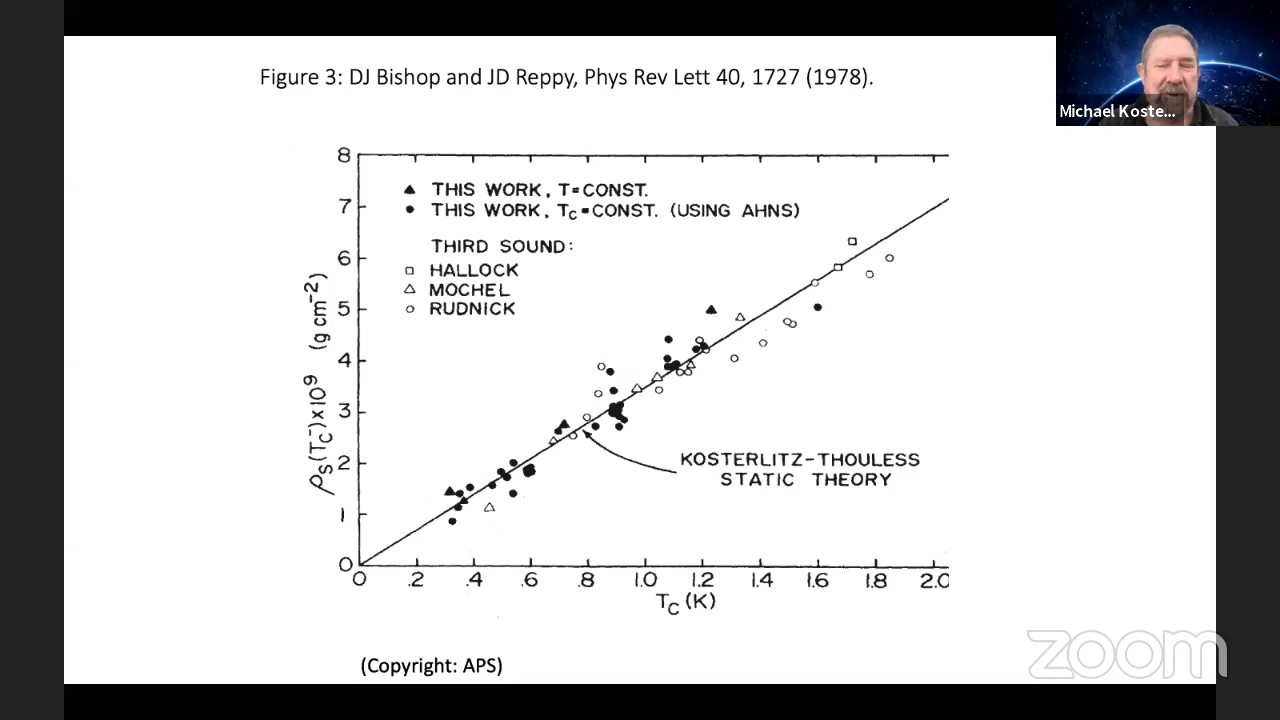 Figure 3: DJ Bishop and JD Reppy, Phys Rev Lett 40, 1727 (1978).
Michael Koste...
8
7
6
5
4
3
2
1
0
ρS(TC⁻)×10⁹ (g cm⁻²)
▲ THIS WORK, T=CONST.
● THIS WORK, TC=CONST. (USING AHNS)
THIRD SOUND:
□ HALLOCK
△ MOCHEL
○ RUDNICK
KOSTERLITZ-THOULESS
STATIC THEORY
0 .2 .4 .6 .8 1.0 1.2 1.4 1.6 1.8 2.0
TC (K)
(Copyright: APS)
zoom